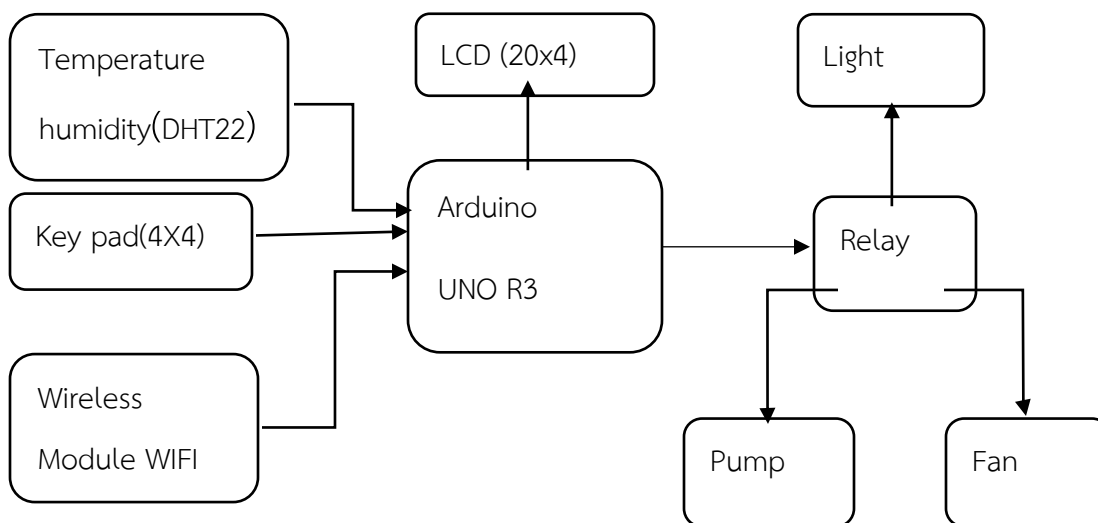 Temperature
humidity(DHT22)
LCD (20x4)
Light
Key pad(4X4)
Arduino
UNO R3
Relay
Wireless
Module WIFI
Pump
Fan